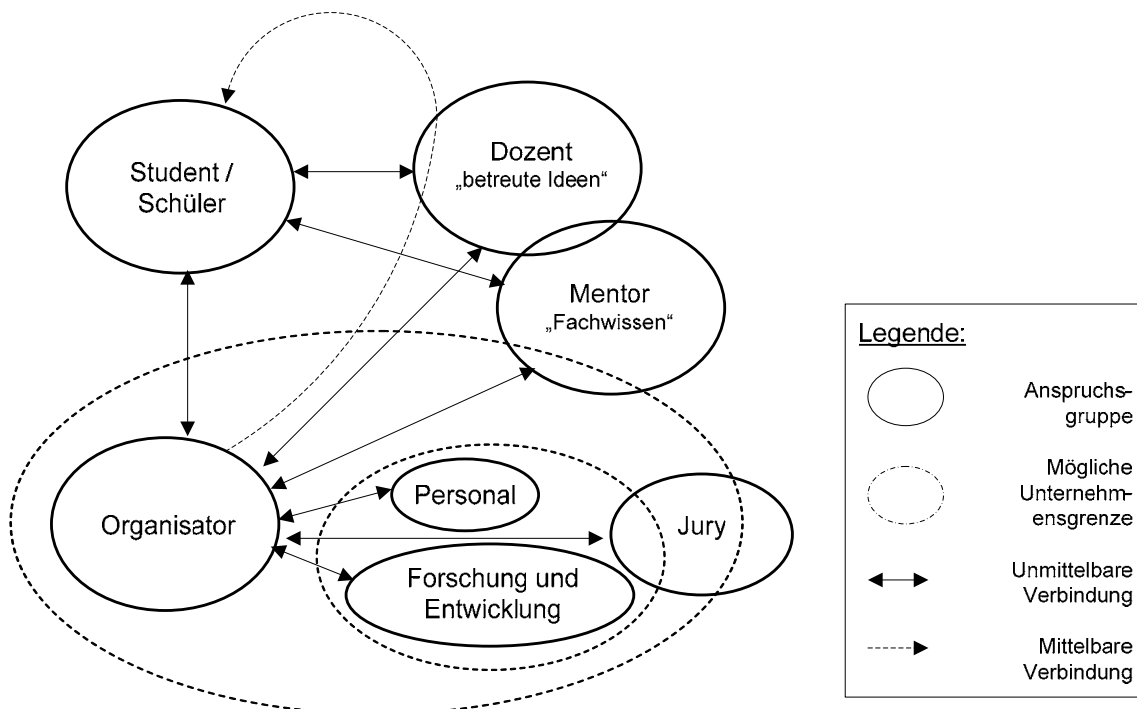 Student /
Schüler
Dozent
„betreute Ideen“
Mentor
„Fachwissen“
Organisator
Personal
Jury
Forschung und
Entwicklung
Legende:
Anspruchs-
gruppe
Mögliche
Unternehm-
ensgrenze
Unmittelbare
Verbindung
Mittelbare
Verbindung